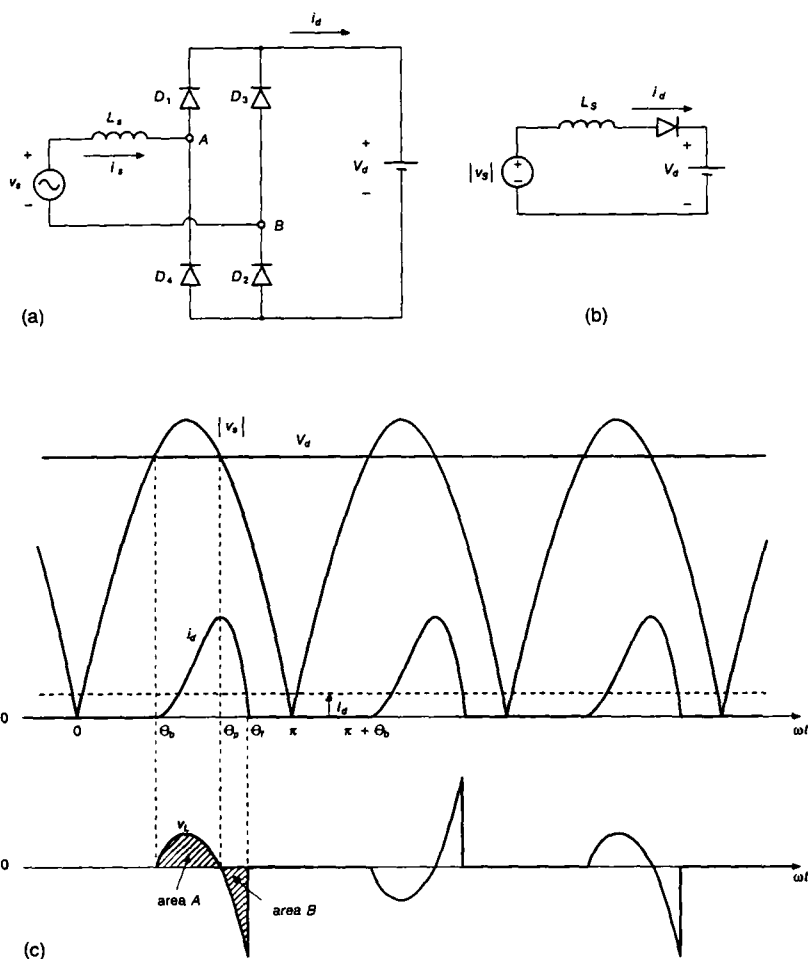 i_d
D_1
D_3
L_s
A
+
i_s
v_s
−
B
+
V_d
−
D_4
D_2
(a)
L_S
i_d
+
|v_S|
+
−
V_d
−
(b)
|v_s|
V_d
i_d
I_d
0
0 θ_b θ_p θ_f π π + θ_b ωt
v_L
0
ωt
area A
area B
(c)